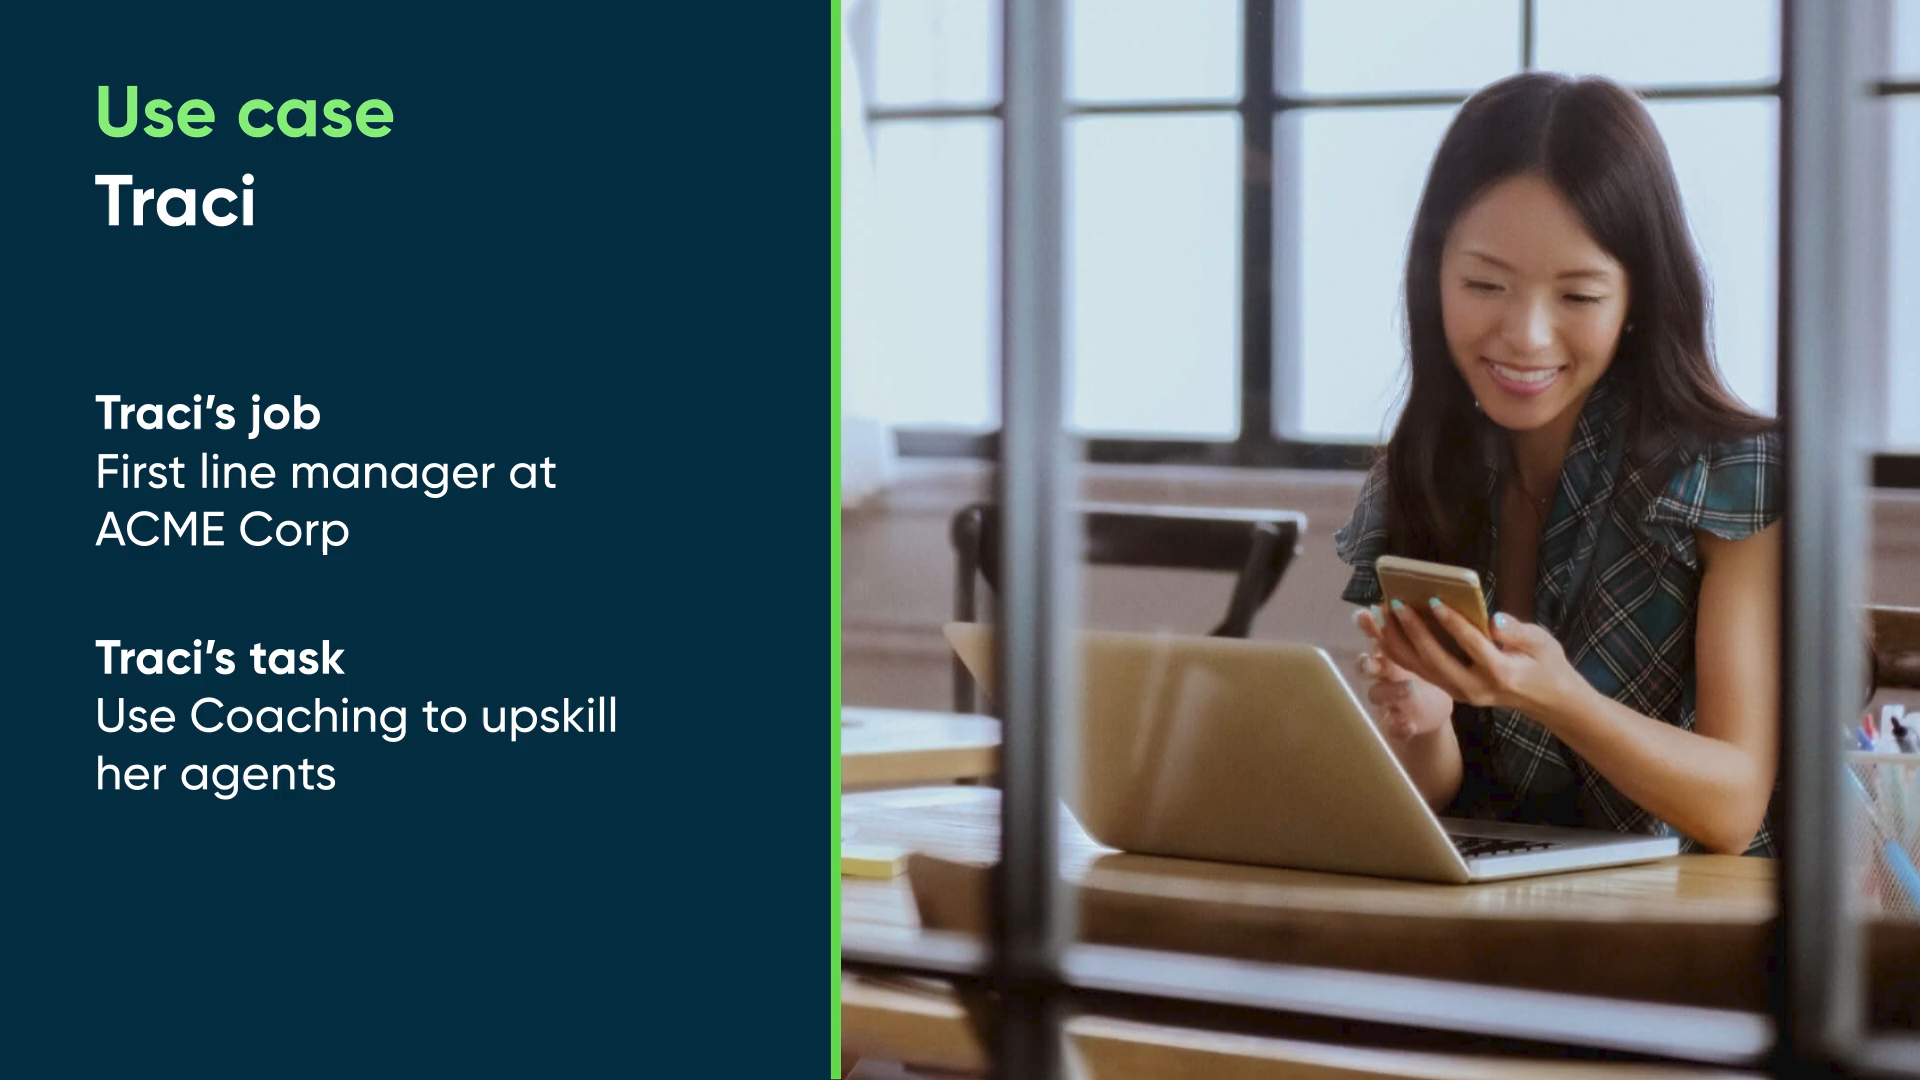 Use case
Traci
Traci’s job
First line manager at
ACME Corp
Traci’s task
Use Coaching to upskill
her agents